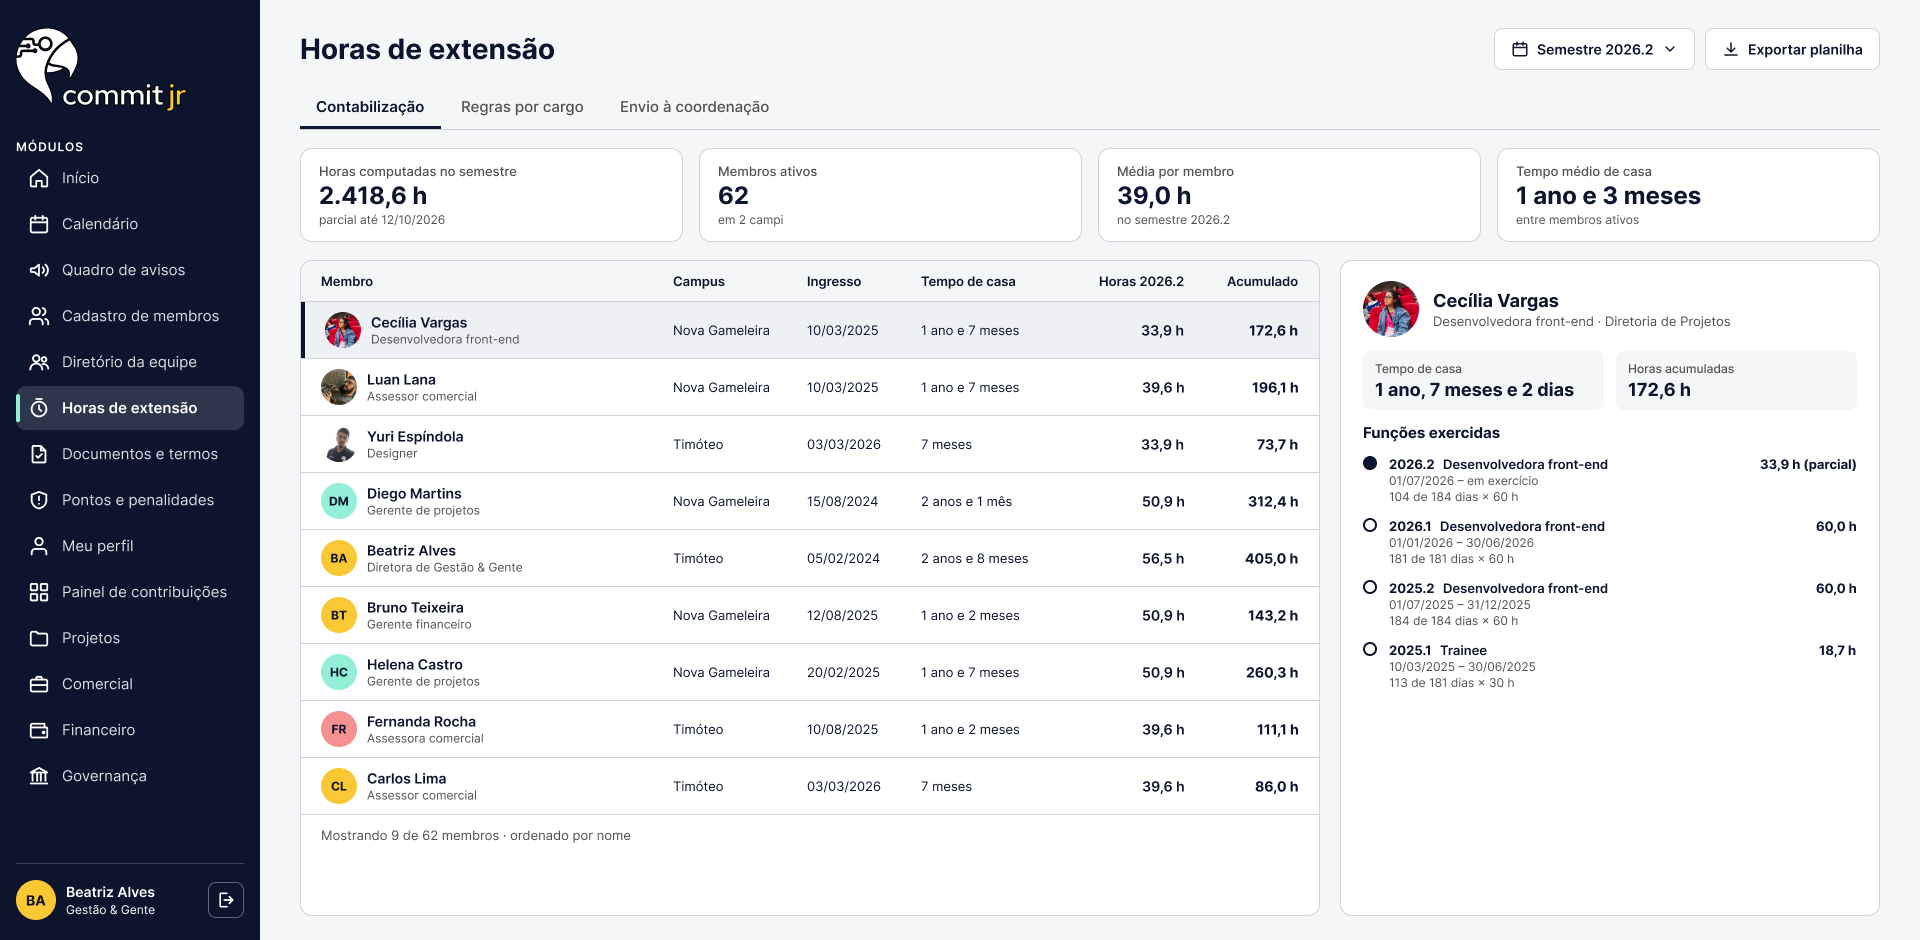 commit jr
MÓDULOS
Início
Calendário
Quadro de avisos
Cadastro de membros
Diretório da equipe
Horas de extensão
Documentos e termos
Pontos e penalidades
Meu perfil
Painel de contribuições
Projetos
Comercial
Financeiro
Governança
BA
Beatriz Alves
Gestão & Gente
Horas de extensão
Semestre 2026.2
Exportar planilha
Contabilização
Regras por cargo
Envio à coordenação
Horas computadas no semestre
2.418,6 h
parcial até 12/10/2026
Membros ativos
62
em 2 campi
Média por membro
39,0 h
no semestre 2026.2
Tempo médio de casa
1 ano e 3 meses
entre membros ativos
Membro Campus Ingresso Tempo de casa Horas 2026.2 Acumulado
Cecília Vargas
Desenvolvedora front-end
Nova Gameleira 10/03/2025 1 ano e 7 meses 33,9 h 172,6 h
Luan Lana
Assessor comercial
Nova Gameleira 10/03/2025 1 ano e 7 meses 39,6 h 196,1 h
Yuri Espíndola
Designer
Timóteo 03/03/2026 7 meses 33,9 h 73,7 h
DM
Diego Martins
Gerente de projetos
Nova Gameleira 15/08/2024 2 anos e 1 mês 50,9 h 312,4 h
BA
Beatriz Alves
Diretora de Gestão & Gente
Timóteo 05/02/2024 2 anos e 8 meses 56,5 h 405,0 h
BT
Bruno Teixeira
Gerente financeiro
Nova Gameleira 12/08/2025 1 ano e 2 meses 50,9 h 143,2 h
HC
Helena Castro
Gerente de projetos
Nova Gameleira 20/02/2025 1 ano e 7 meses 50,9 h 260,3 h
FR
Fernanda Rocha
Assessora comercial
Timóteo 10/08/2025 1 ano e 2 meses 39,6 h 111,1 h
CL
Carlos Lima
Assessor comercial
Timóteo 03/03/2026 7 meses 39,6 h 86,0 h
Mostrando 9 de 62 membros · ordenado por nome
Cecília Vargas
Desenvolvedora front-end · Diretoria de Projetos
Tempo de casa
1 ano, 7 meses e 2 dias
Horas acumuladas
172,6 h
Funções exercidas
2026.2 Desenvolvedora front-end 33,9 h (parcial)
01/07/2026 – em exercício
104 de 184 dias × 60 h
2026.1 Desenvolvedora front-end 60,0 h
01/01/2026 – 30/06/2026
181 de 181 dias × 60 h
2025.2 Desenvolvedora front-end 60,0 h
01/07/2025 – 31/12/2025
184 de 184 dias × 60 h
2025.1 Trainee 18,7 h
10/03/2025 – 30/06/2025
113 de 181 dias × 30 h